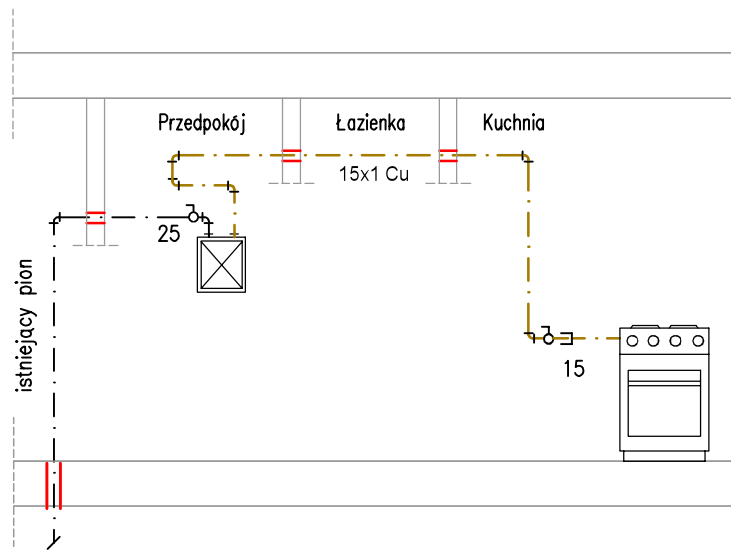 Przedpokój
Łazienka
Kuchnia
15x1 Cu
25
istniejący pion
15